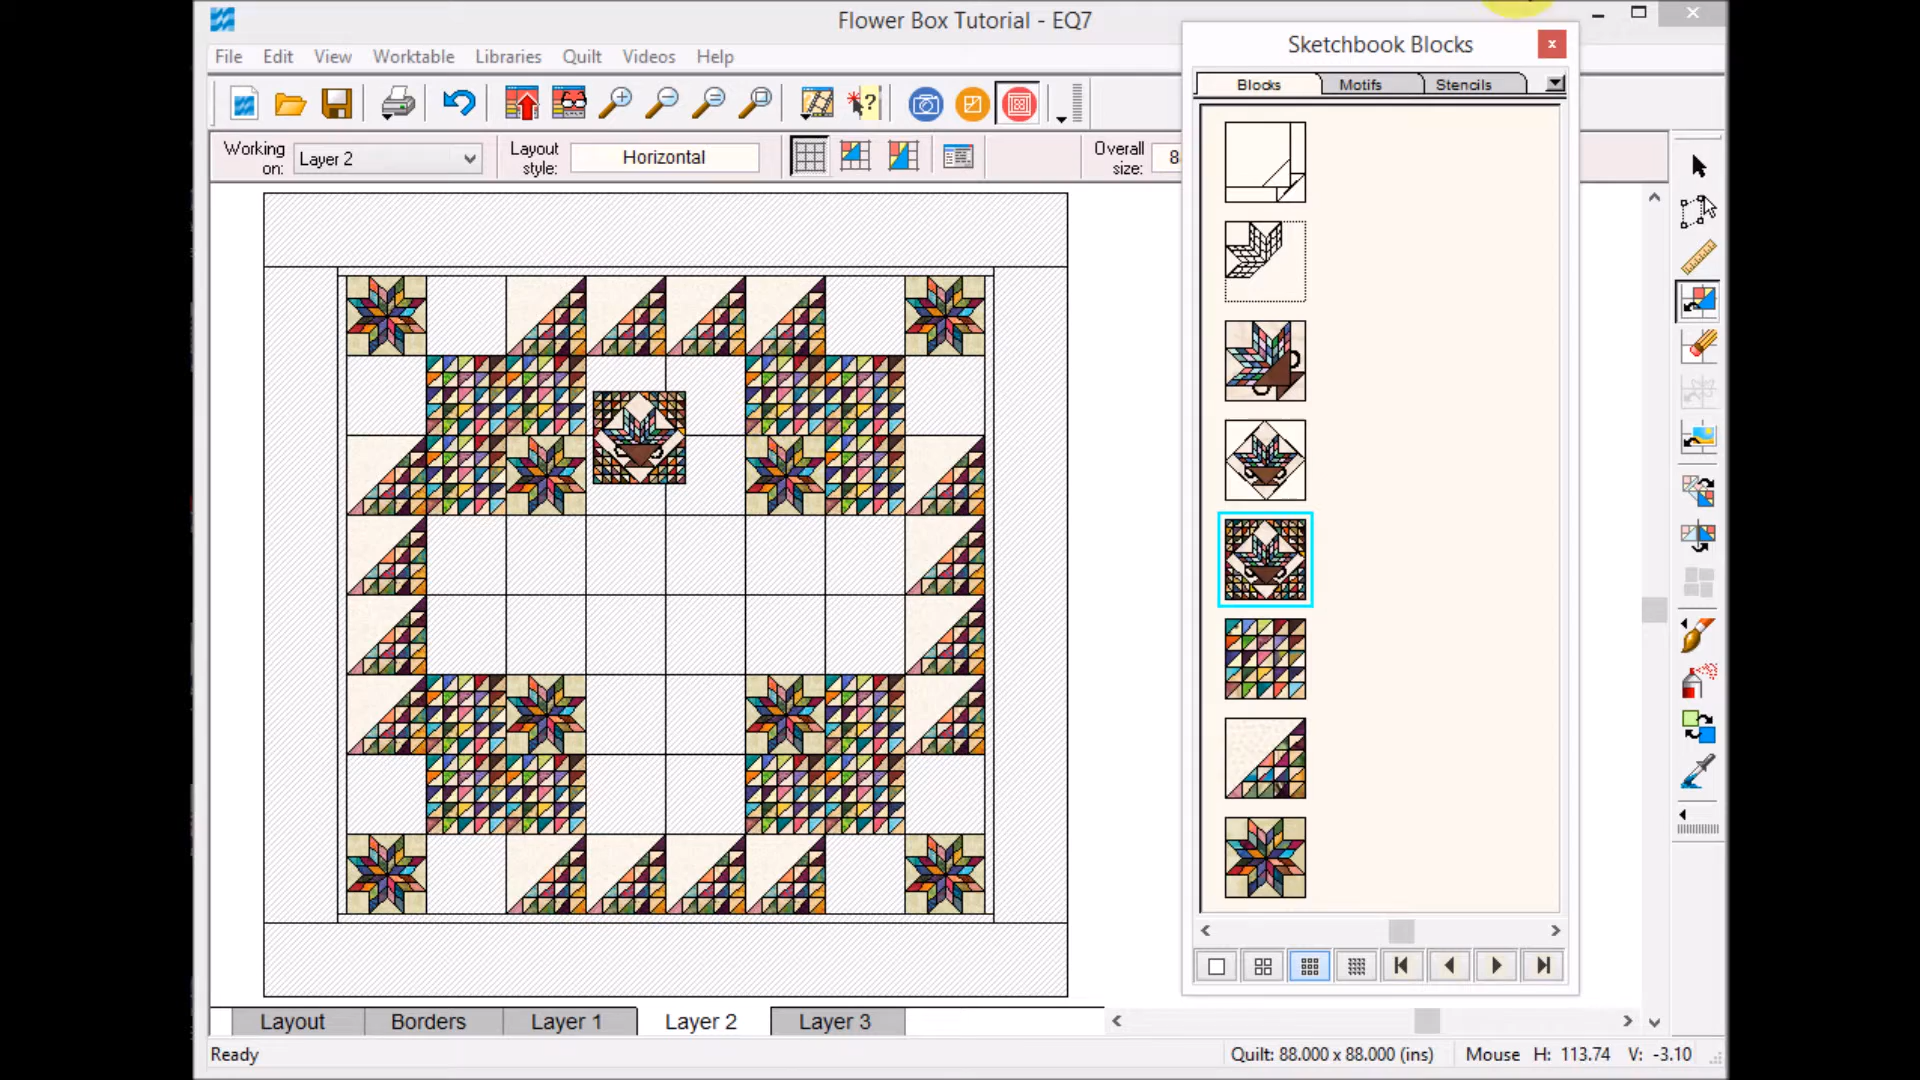 Flower Box Tutorial - EQ7
File Edit View Worktable Libraries Quilt Videos Help
Working on: Layer 2
Layout style: Horizontal
Overall size: 8
Sketchbook Blocks
Blocks Motifs Stencils
Layout Borders Layer 1 Layer 2 Layer 3
Ready
Quilt: 88.000 x 88.000 (ins) Mouse H: 113.74 V: -3.10